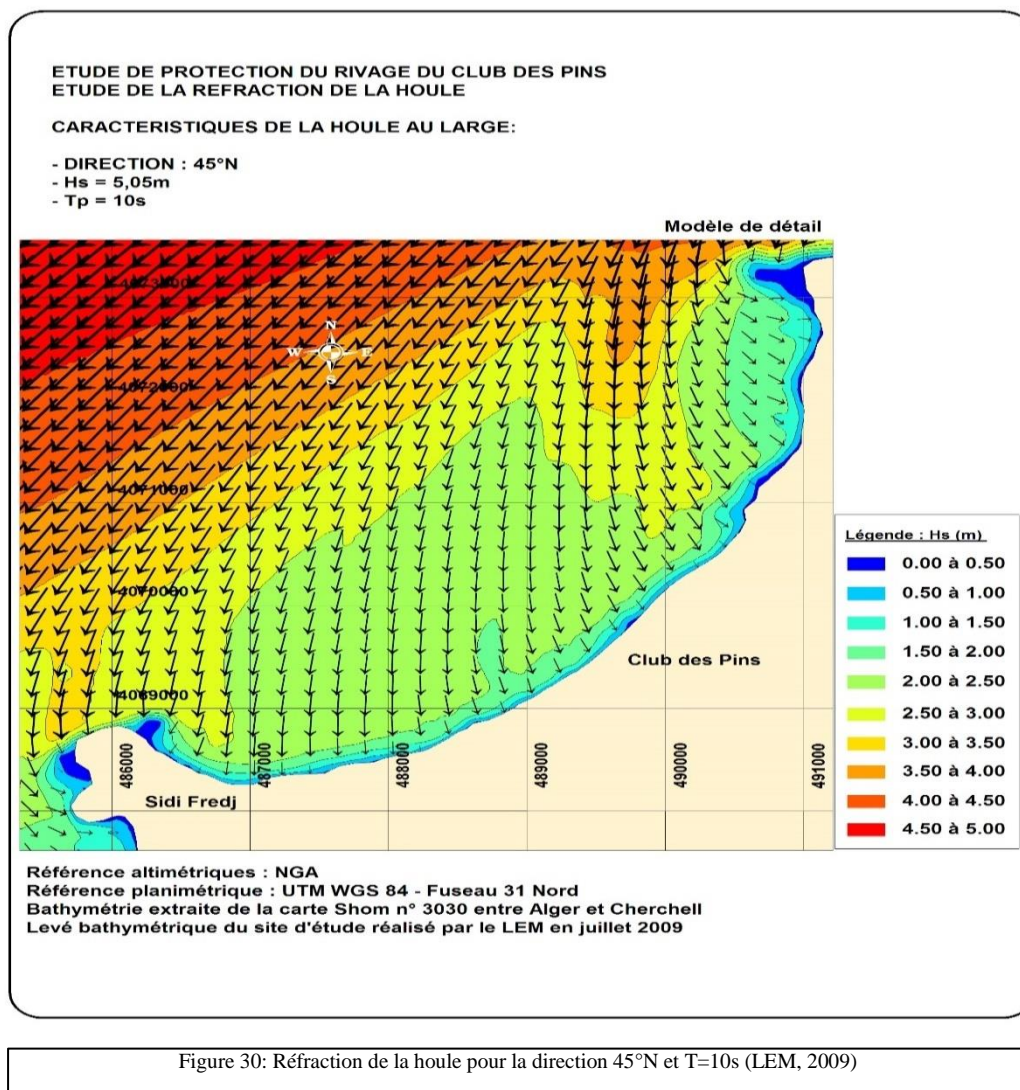 ETUDE DE PROTECTION DU RIVAGE DU CLUB DES PINS
ETUDE DE LA REFRACTION DE LA HOULE
CARACTERISTIQUES DE LA HOULE AU LARGE:
- DIRECTION : 45°N
- Hs = 5,05m
- Tp = 10s
Modèle de détail
4073000
N
W E
S
4072000
4071000
4070000
4069000
Club des Pins
Sidi Fredj
486000
487000
488000
489000
490000
491000
Légende : Hs (m)
0.00 à 0.50
0.50 à 1.00
1.00 à 1.50
1.50 à 2.00
2.00 à 2.50
2.50 à 3.00
3.00 à 3.50
3.50 à 4.00
4.00 à 4.50
4.50 à 5.00
Référence altimétriques : NGA
Référence planimétrique : UTM WGS 84 - Fuseau 31 Nord
Bathymétrie extraite de la carte Shom n° 3030 entre Alger et Cherchell
Levé bathymétrique du site d'étude réalisé par le LEM en juillet 2009
Figure 30: Réfraction de la houle pour la direction 45°N et T=10s (LEM, 2009)